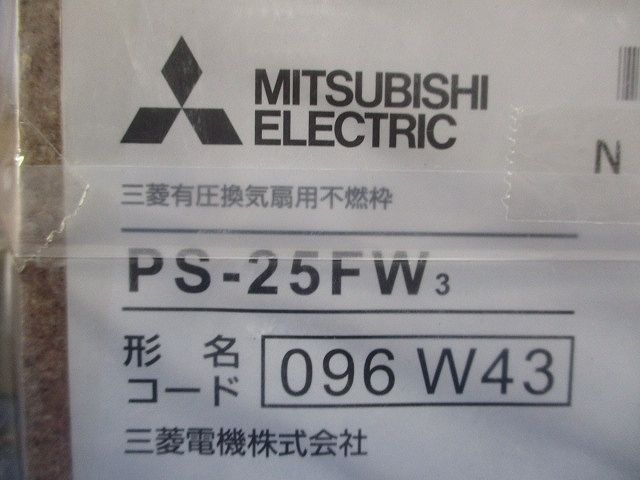 MITSUBISHI
ELECTRIC
N
三菱有圧換気扇用不燃枠
PS-25FW3
形名
コード
096 W43
三菱電機株式会社